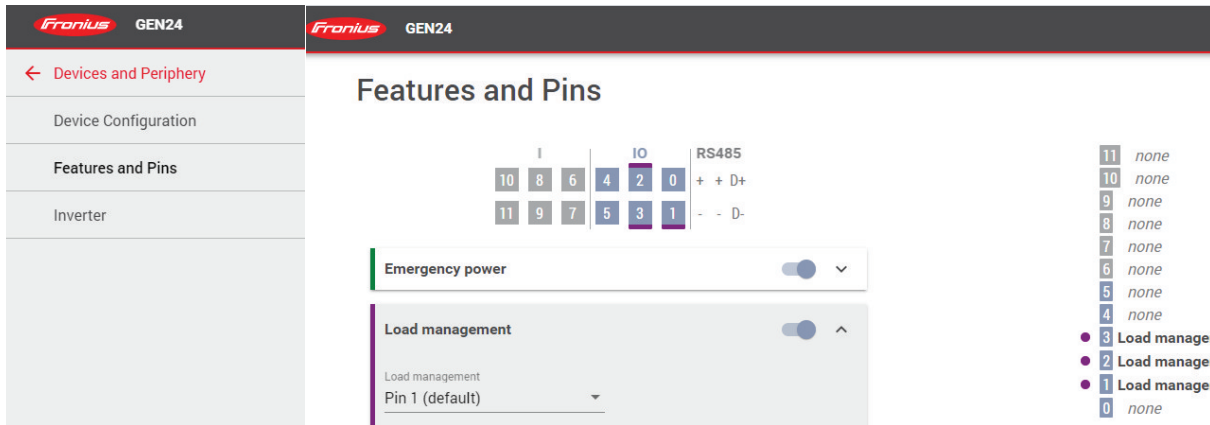 Fronius GEN24
Devices and Periphery
Device Configuration
Features and Pins
Inverter
Fronius GEN24
Features and Pins
I IO RS485
10 8 6 4 2 0 + + D+
11 9 7 5 3 1 - - D-
Emergency power
Load management
Load management
Pin 1 (default)
11 none
10 none
9 none
8 none
7 none
6 none
5 none
4 none
3 Load manage
2 Load manage
1 Load manage
0 none